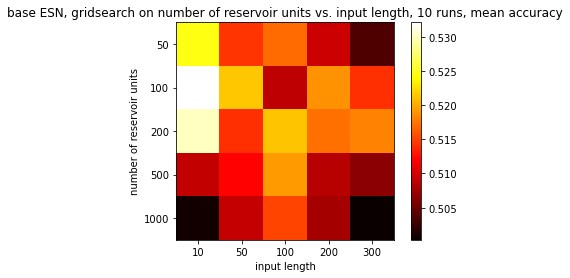 base ESN, gridsearch on number of reservoir units vs. input length, 10 runs, mean accuracy
50
100
200
500
1000
number of reservoir units
10 50 100 200 300
input length
0.530
0.525
0.520
0.515
0.510
0.505